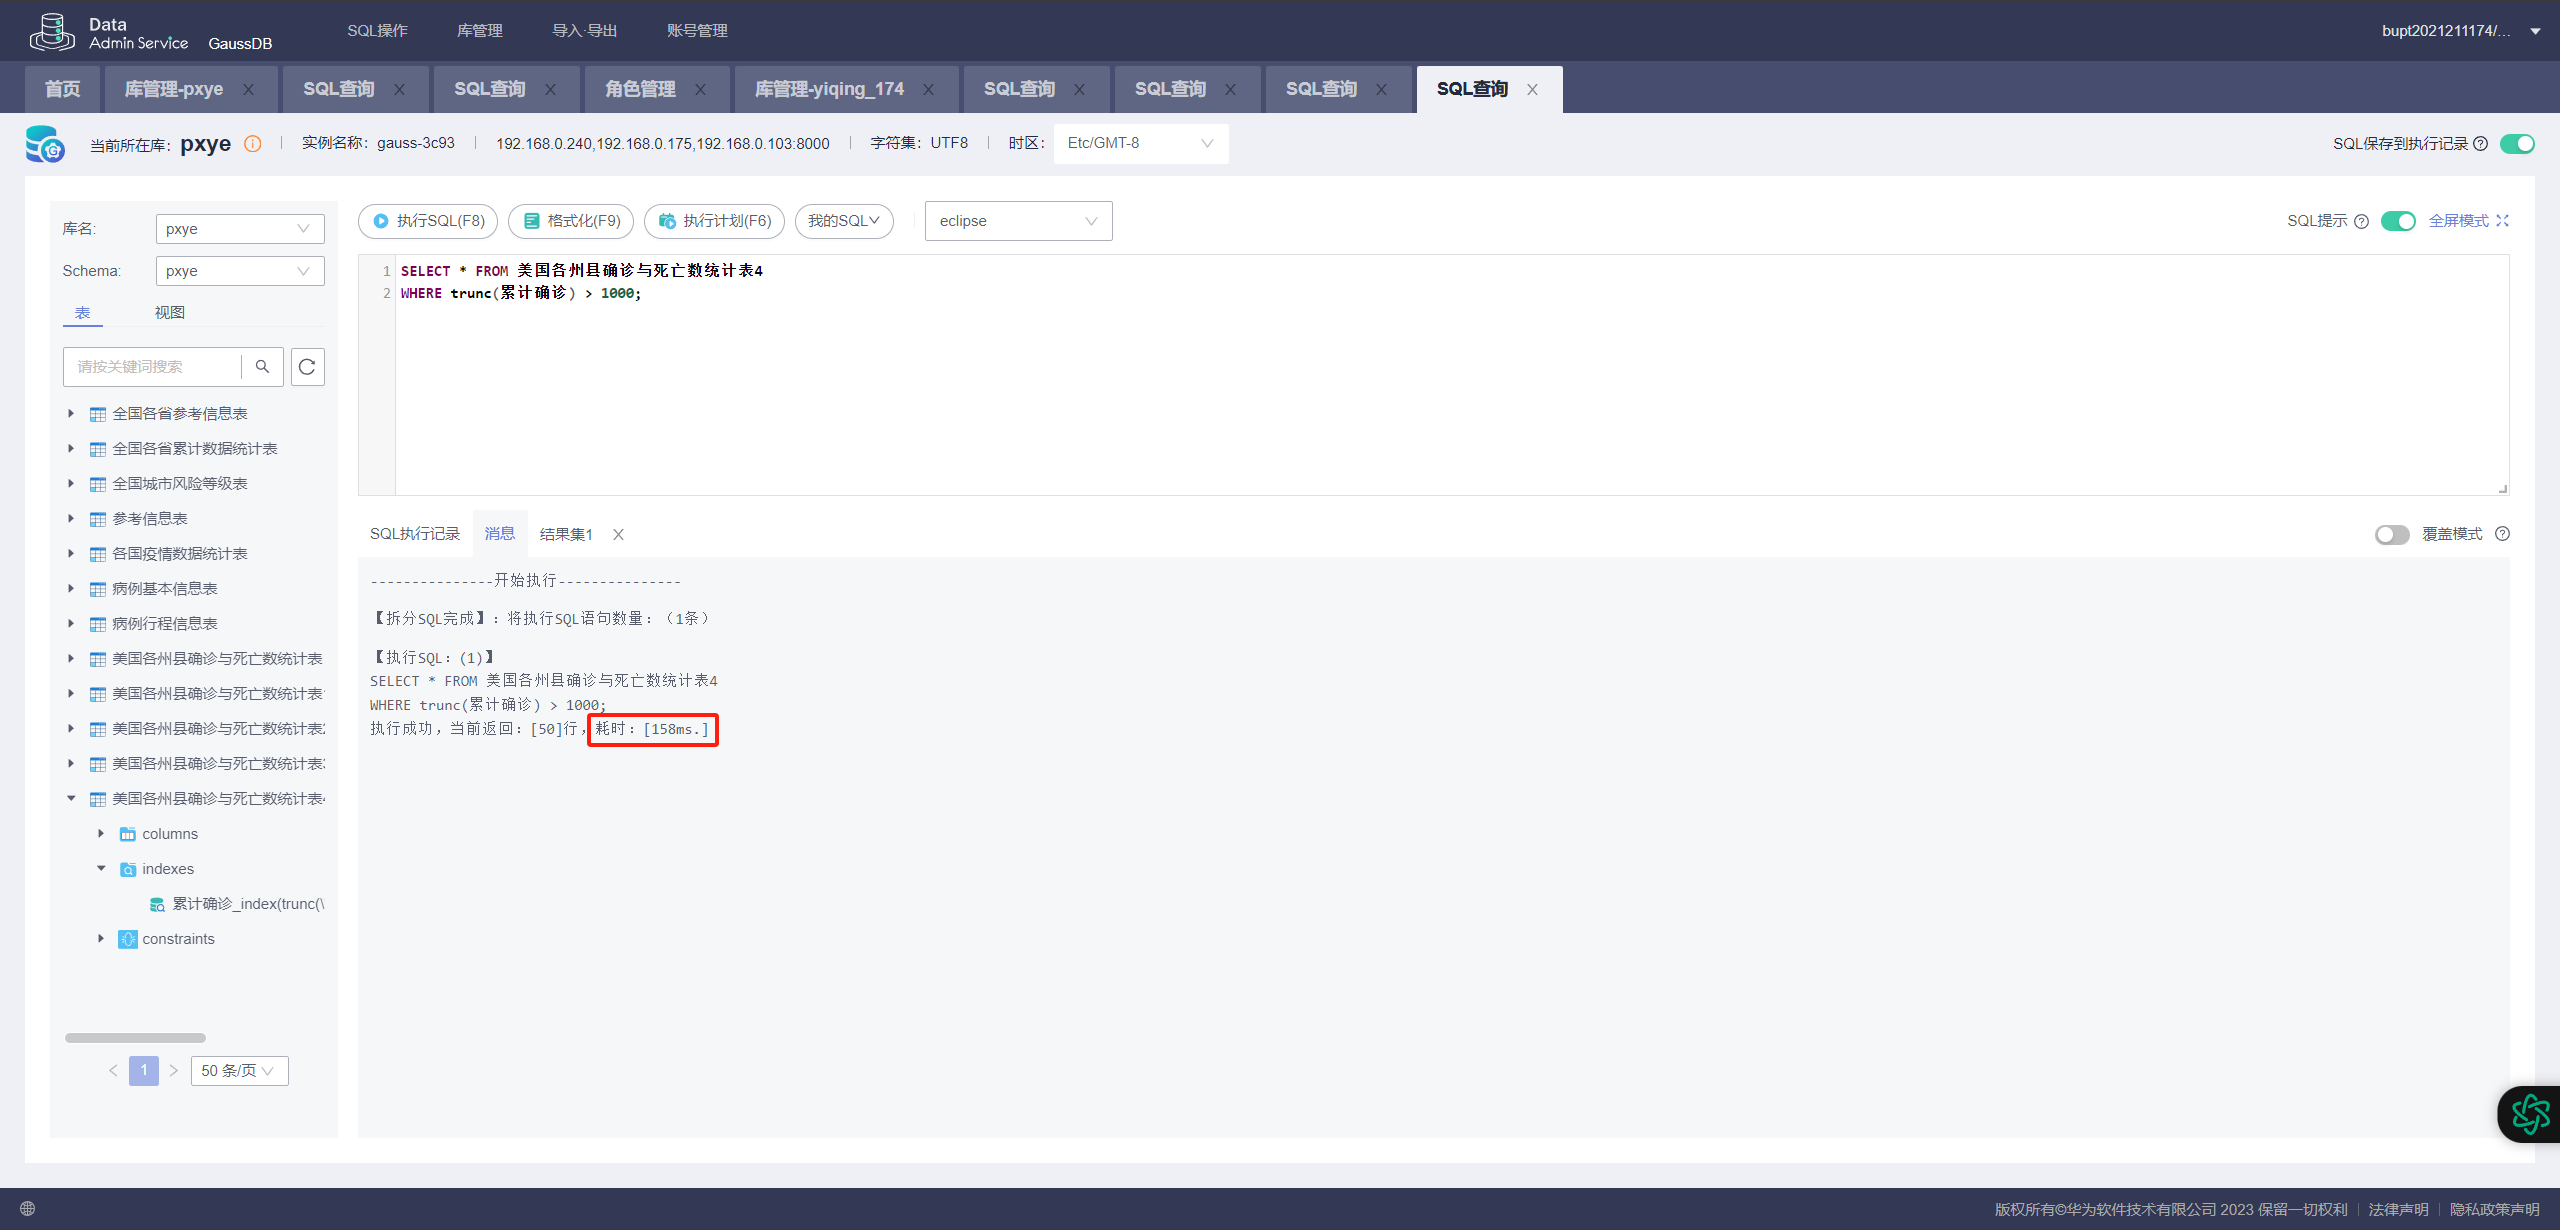 Data
Admin Service GaussDB
SQL操作 库管理 导入·导出 账号管理
bupt2021211174/...
首页 库管理-pxye SQL查询 SQL查询 角色管理 库管理-yiqing_174 SQL查询 SQL查询 SQL查询 SQL查询
当前所在库: pxye 实例名称: gauss-3c93 192.168.0.240,192.168.0.175,192.168.0.103:8000 字符集: UTF8 时区: Etc/GMT-8
SQL保存到执行记录
库名: pxye
Schema: pxye
表 视图
请按关键词搜索
全国各省参考信息表
全国各省累计数据统计表
全国城市风险等级表
参考信息表
各国疫情数据统计表
病例基本信息表
病例行程信息表
美国各州县确诊与死亡数统计表
美国各州县确诊与死亡数统计表
美国各州县确诊与死亡数统计表
美国各州县确诊与死亡数统计表
美国各州县确诊与死亡数统计表
columns
indexes
累计确诊_index(trunc(\
constraints
1 50 条/页
执行SQL(F8) 格式化(F9) 执行计划(F6) 我的SQL eclipse
SQL提示 全屏模式
1 SELECT * FROM 美国各州县确诊与死亡数统计表4
2 WHERE trunc(累计确诊) > 1000;
SQL执行记录 消息 结果集1
覆盖模式
---------------开始执行---------------
【拆分SQL完成】：将执行SQL语句数量：（1条）
【执行SQL：(1)】
SELECT * FROM 美国各州县确诊与死亡数统计表4
WHERE trunc(累计确诊) > 1000;
执行成功，当前返回：[50]行，耗时：[158ms.]
版权所有©华为软件技术有限公司 2023 保留一切权利 法律声明 隐私政策声明